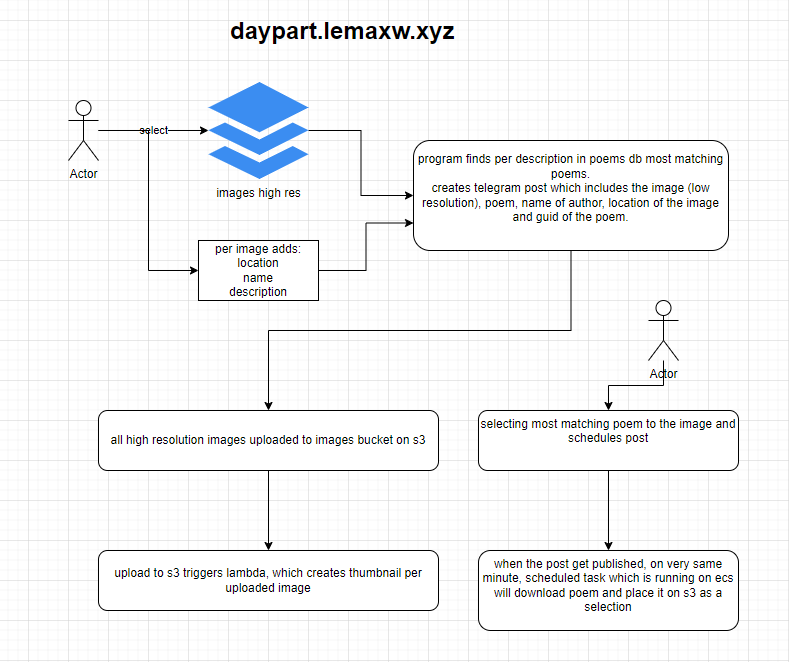 daypart.lemaxw.xyz
select
Actor
images high res
program finds per description in poems db most matching
poems.
creates telegram post which includes the image (low
resolution), poem, name of author, location of the image
and guid of the poem.
per image adds:
location
name
description
Actor
all high resolution images uploaded to images bucket on s3
selecting most matching poem to the image and
schedules post
upload to s3 triggers lambda, which creates thumbnail per
uploaded image
when the post get published, on very same
minute, scheduled task which is running on ecs
will download poem and place it on s3 as a
selection